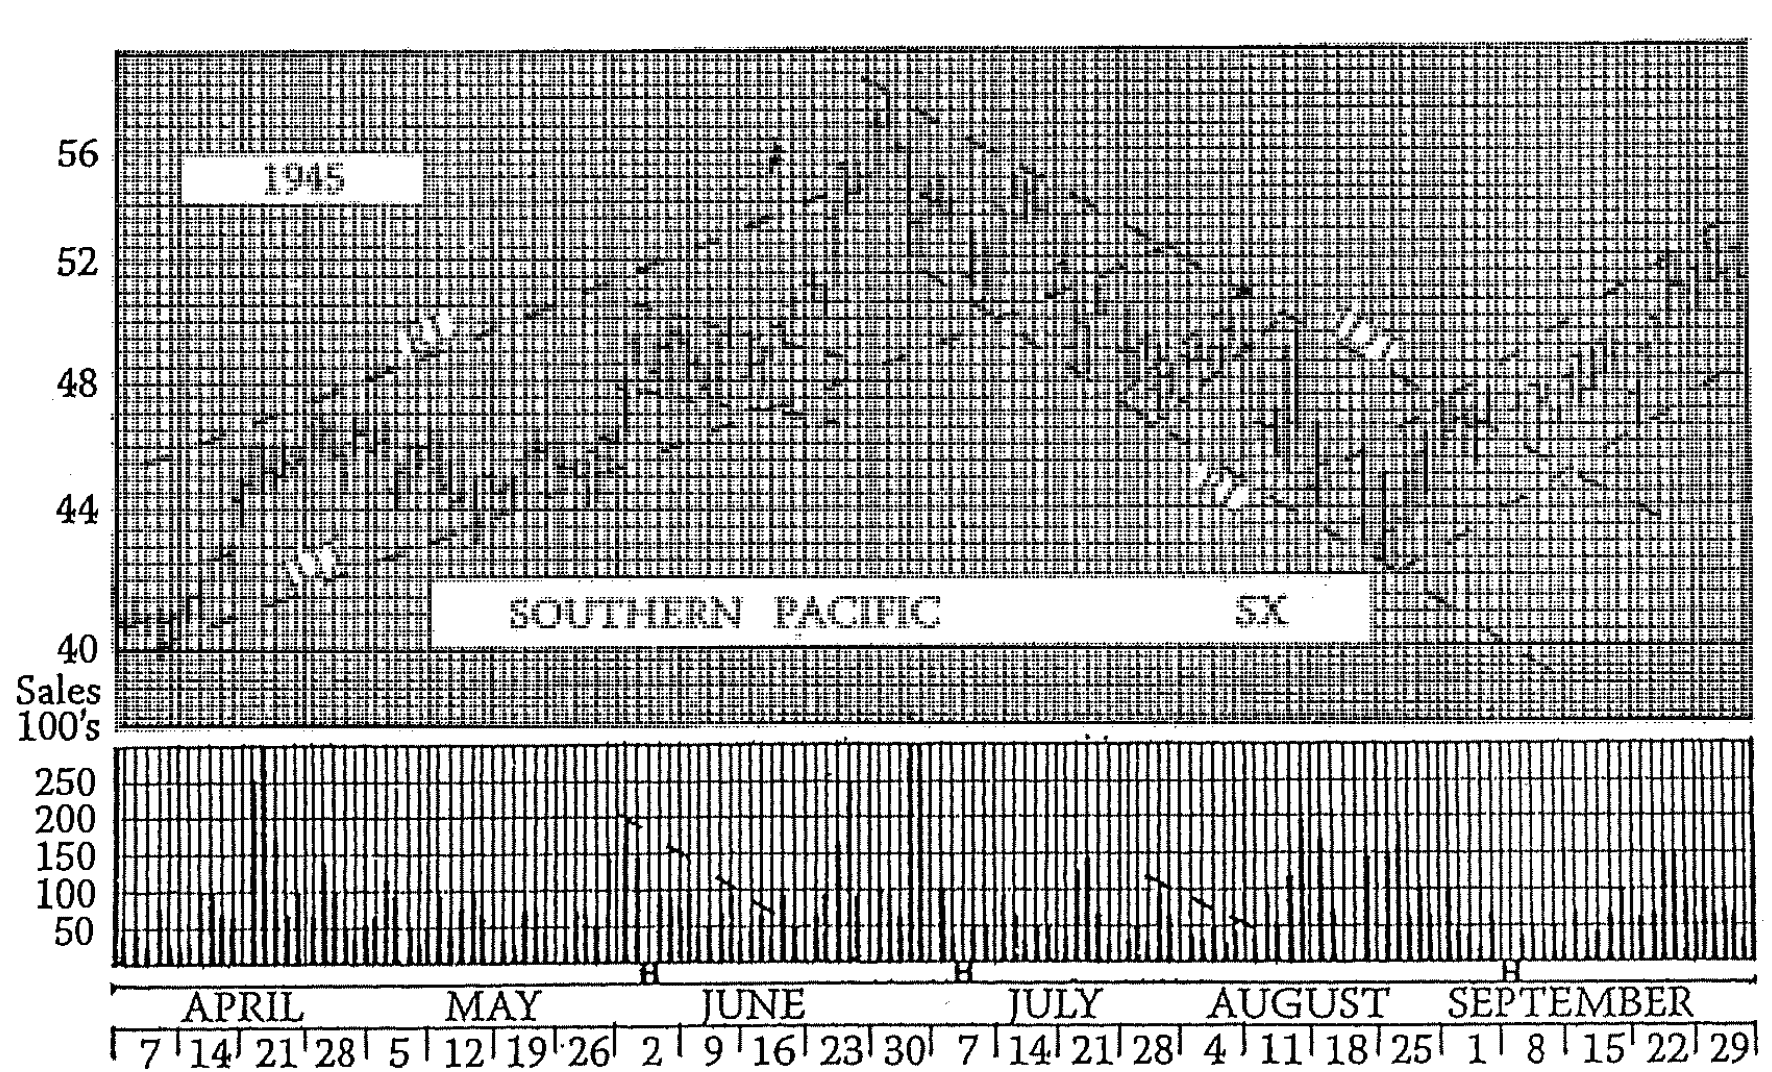 56
1945
52
48
44
SOUTHERN PACIFIC SX
40
Sales
100's
250
200
150
100
50
H H H
APRIL MAY JUNE JULY AUGUST SEPTEMBER
7 14 21 28 5 12 19 26 2 9 16 23 30 7 14 21 28 4 11 18 25 1 8 15 22 29